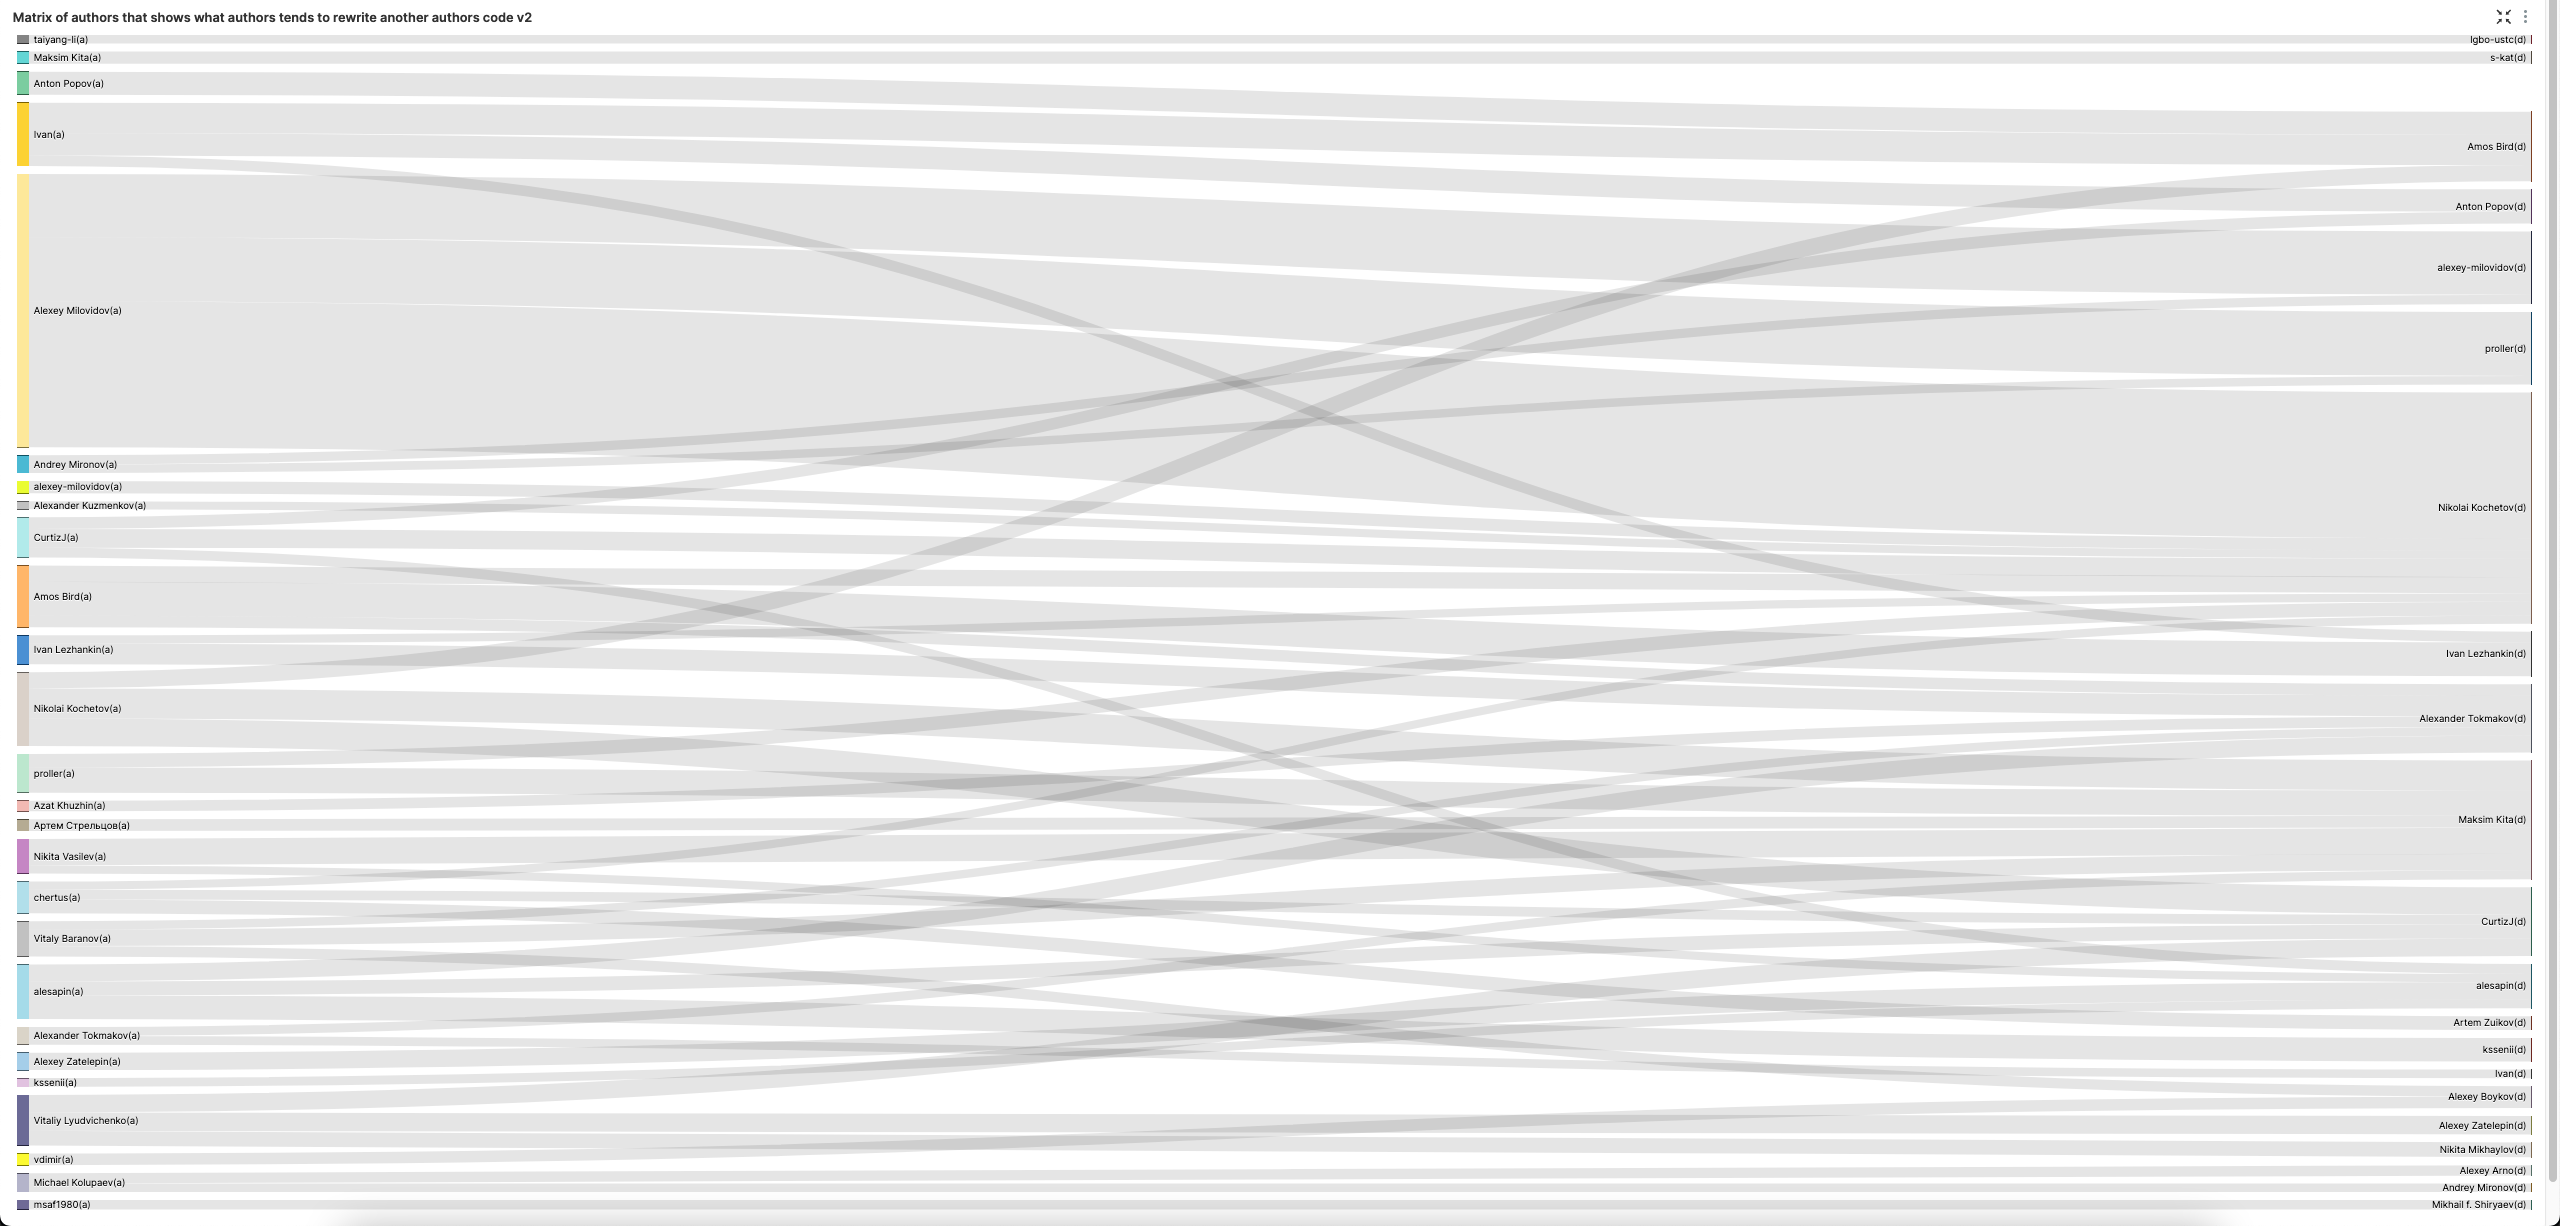 Matrix of authors that shows what authors tends to rewrite another authors code v2
taiyang-li(a)
Maksim Kita(a)
Anton Popov(a)
Ivan(a)
Alexey Milovidov(a)
Andrey Mironov(a)
alexey-milovidov(a)
Alexander Kuzmenkov(a)
CurtizJ(a)
Amos Bird(a)
Ivan Lezhankin(a)
Nikolai Kochetov(a)
proller(a)
Azat Khuzhin(a)
Артем Стрельцов(a)
Nikita Vasilev(a)
chertus(a)
Vitaly Baranov(a)
alesapin(a)
Alexander Tokmakov(a)
Alexey Zatelepin(a)
kssenii(a)
Vitaliy Lyudvichenko(a)
vdimir(a)
Michael Kolupaev(a)
msaf1980(a)
lgbo-ustc(d)
s-kat(d)
Amos Bird(d)
Anton Popov(d)
alexey-milovidov(d)
proller(d)
Nikolai Kochetov(d)
Ivan Lezhankin(d)
Alexander Tokmakov(d)
Maksim Kita(d)
CurtizJ(d)
alesapin(d)
Artem Zuikov(d)
kssenii(d)
Ivan(d)
Alexey Boykov(d)
Alexey Zatelepin(d)
Nikita Mikhaylov(d)
Alexey Arno(d)
Andrey Mironov(d)
Mikhail f. Shiryaev(d)